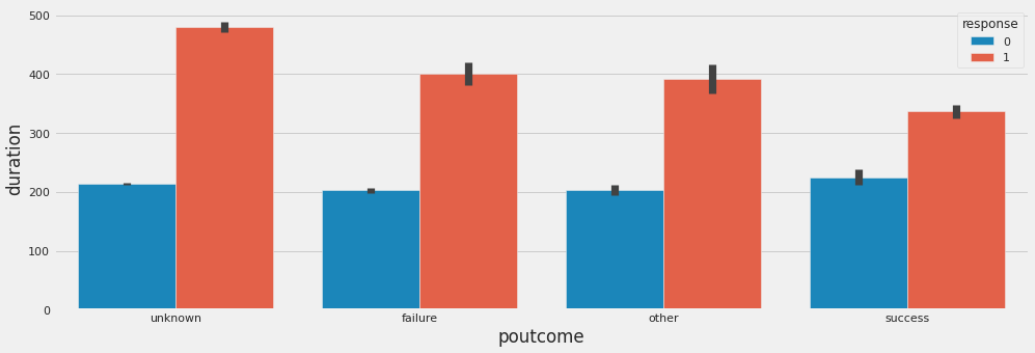 500
400
300
200
100
0
duration
unknown
failure
other
success
poutcome
response
0
1